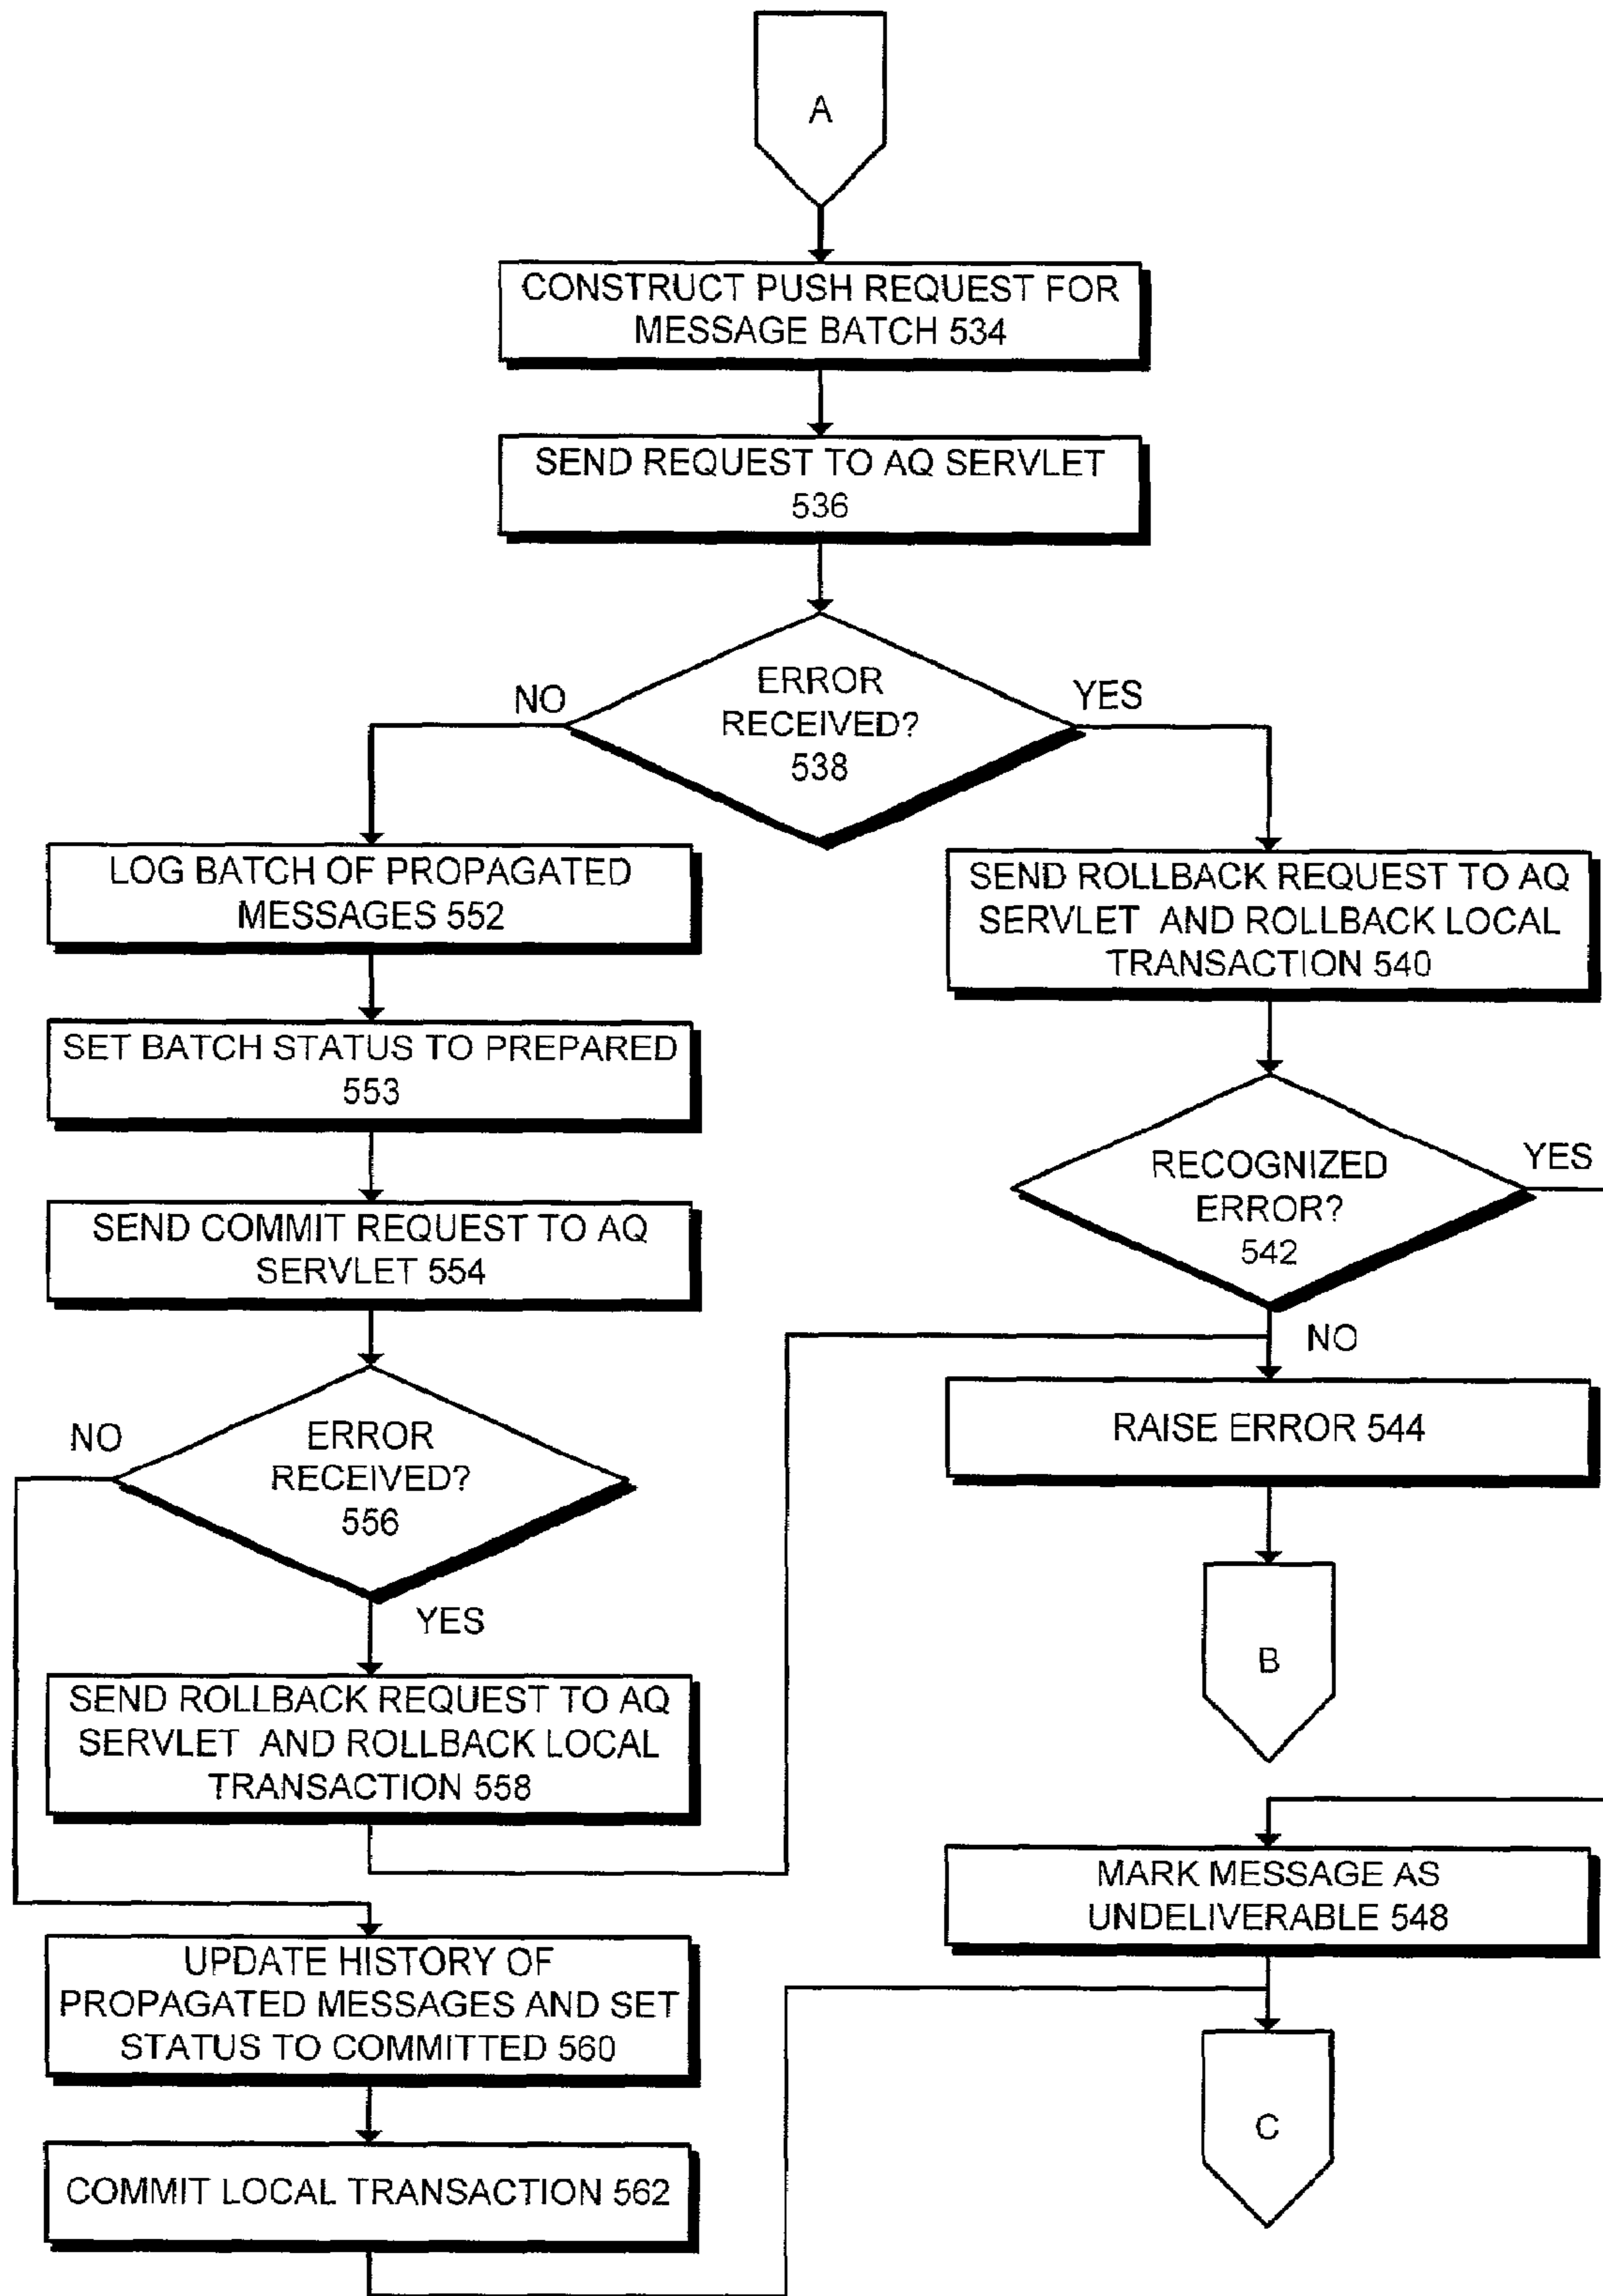 A
CONSTRUCT PUSH REQUEST FOR
MESSAGE BATCH 534
SEND REQUEST TO AQ SERVLET
536
ERROR
RECEIVED?
538
NO
YES
LOG BATCH OF PROPAGATED
MESSAGES 552
SET BATCH STATUS TO PREPARED
553
SEND COMMIT REQUEST TO AQ
SERVLET 554
ERROR
RECEIVED?
556
NO
YES
SEND ROLLBACK REQUEST TO AQ
SERVLET AND ROLLBACK LOCAL
TRANSACTION 558
UPDATE HISTORY OF
PROPAGATED MESSAGES AND SET
STATUS TO COMMITTED 560
COMMIT LOCAL TRANSACTION 562
SEND ROLLBACK REQUEST TO AQ
SERVLET AND ROLLBACK LOCAL
TRANSACTION 540
RECOGNIZED
ERROR?
542
YES
NO
RAISE ERROR 544
B
MARK MESSAGE AS
UNDELIVERABLE 548
C